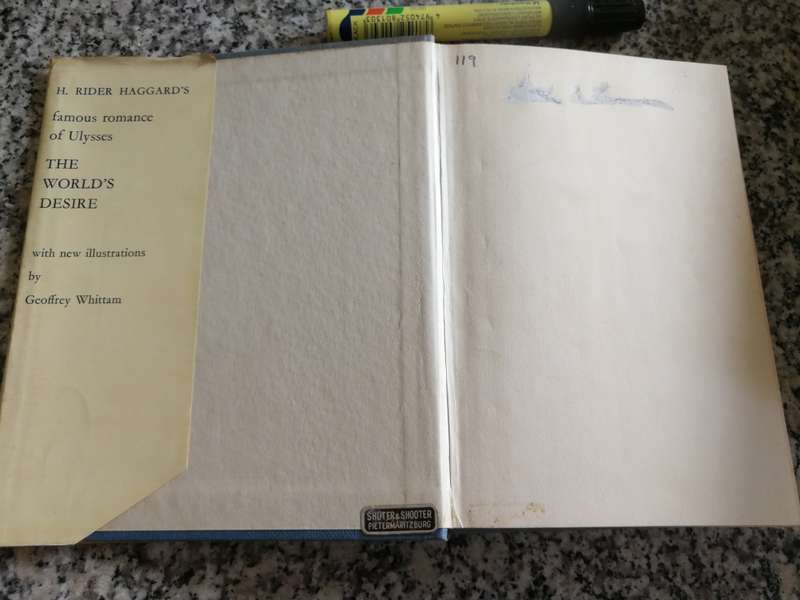 H. RIDER HAGGARD'S
famous romance
of Ulysses
THE
WORLD'S
DESIRE
with new illustrations
by
Geoffrey Whittam
119
SHUTER & SHOOTER
PIETERMARITZBURG